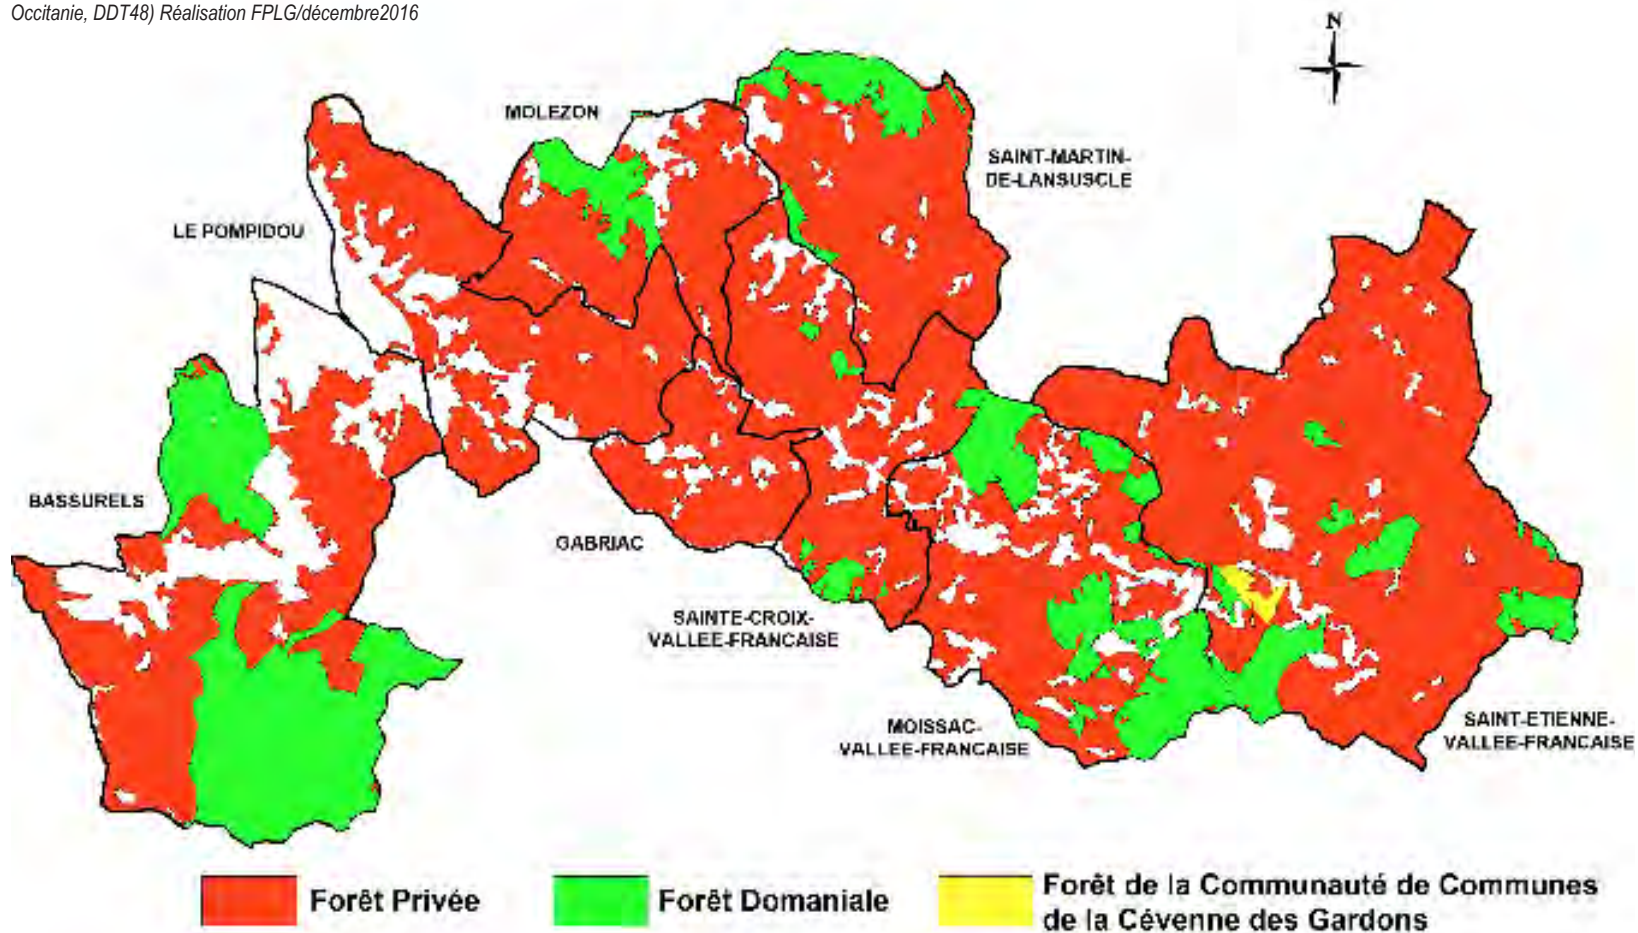 Occitanie, DDT48) Réalisation FPLG/décembre2016
N
MOLEZON
SAINT-MARTIN-
DE-LANSUSCLE
LE POMPIDOU
BASSURELS
GABRIAC
SAINTE-CROIX-
VALLEE-FRANCAISE
MOISSAC-
VALLEE-FRANCAISE
SAINT-ETIENNE-
VALLEE-FRANCAISE
Forêt Privée
Forêt Domaniale
Forêt de la Communauté de Communes
de la Cévenne des Gardons